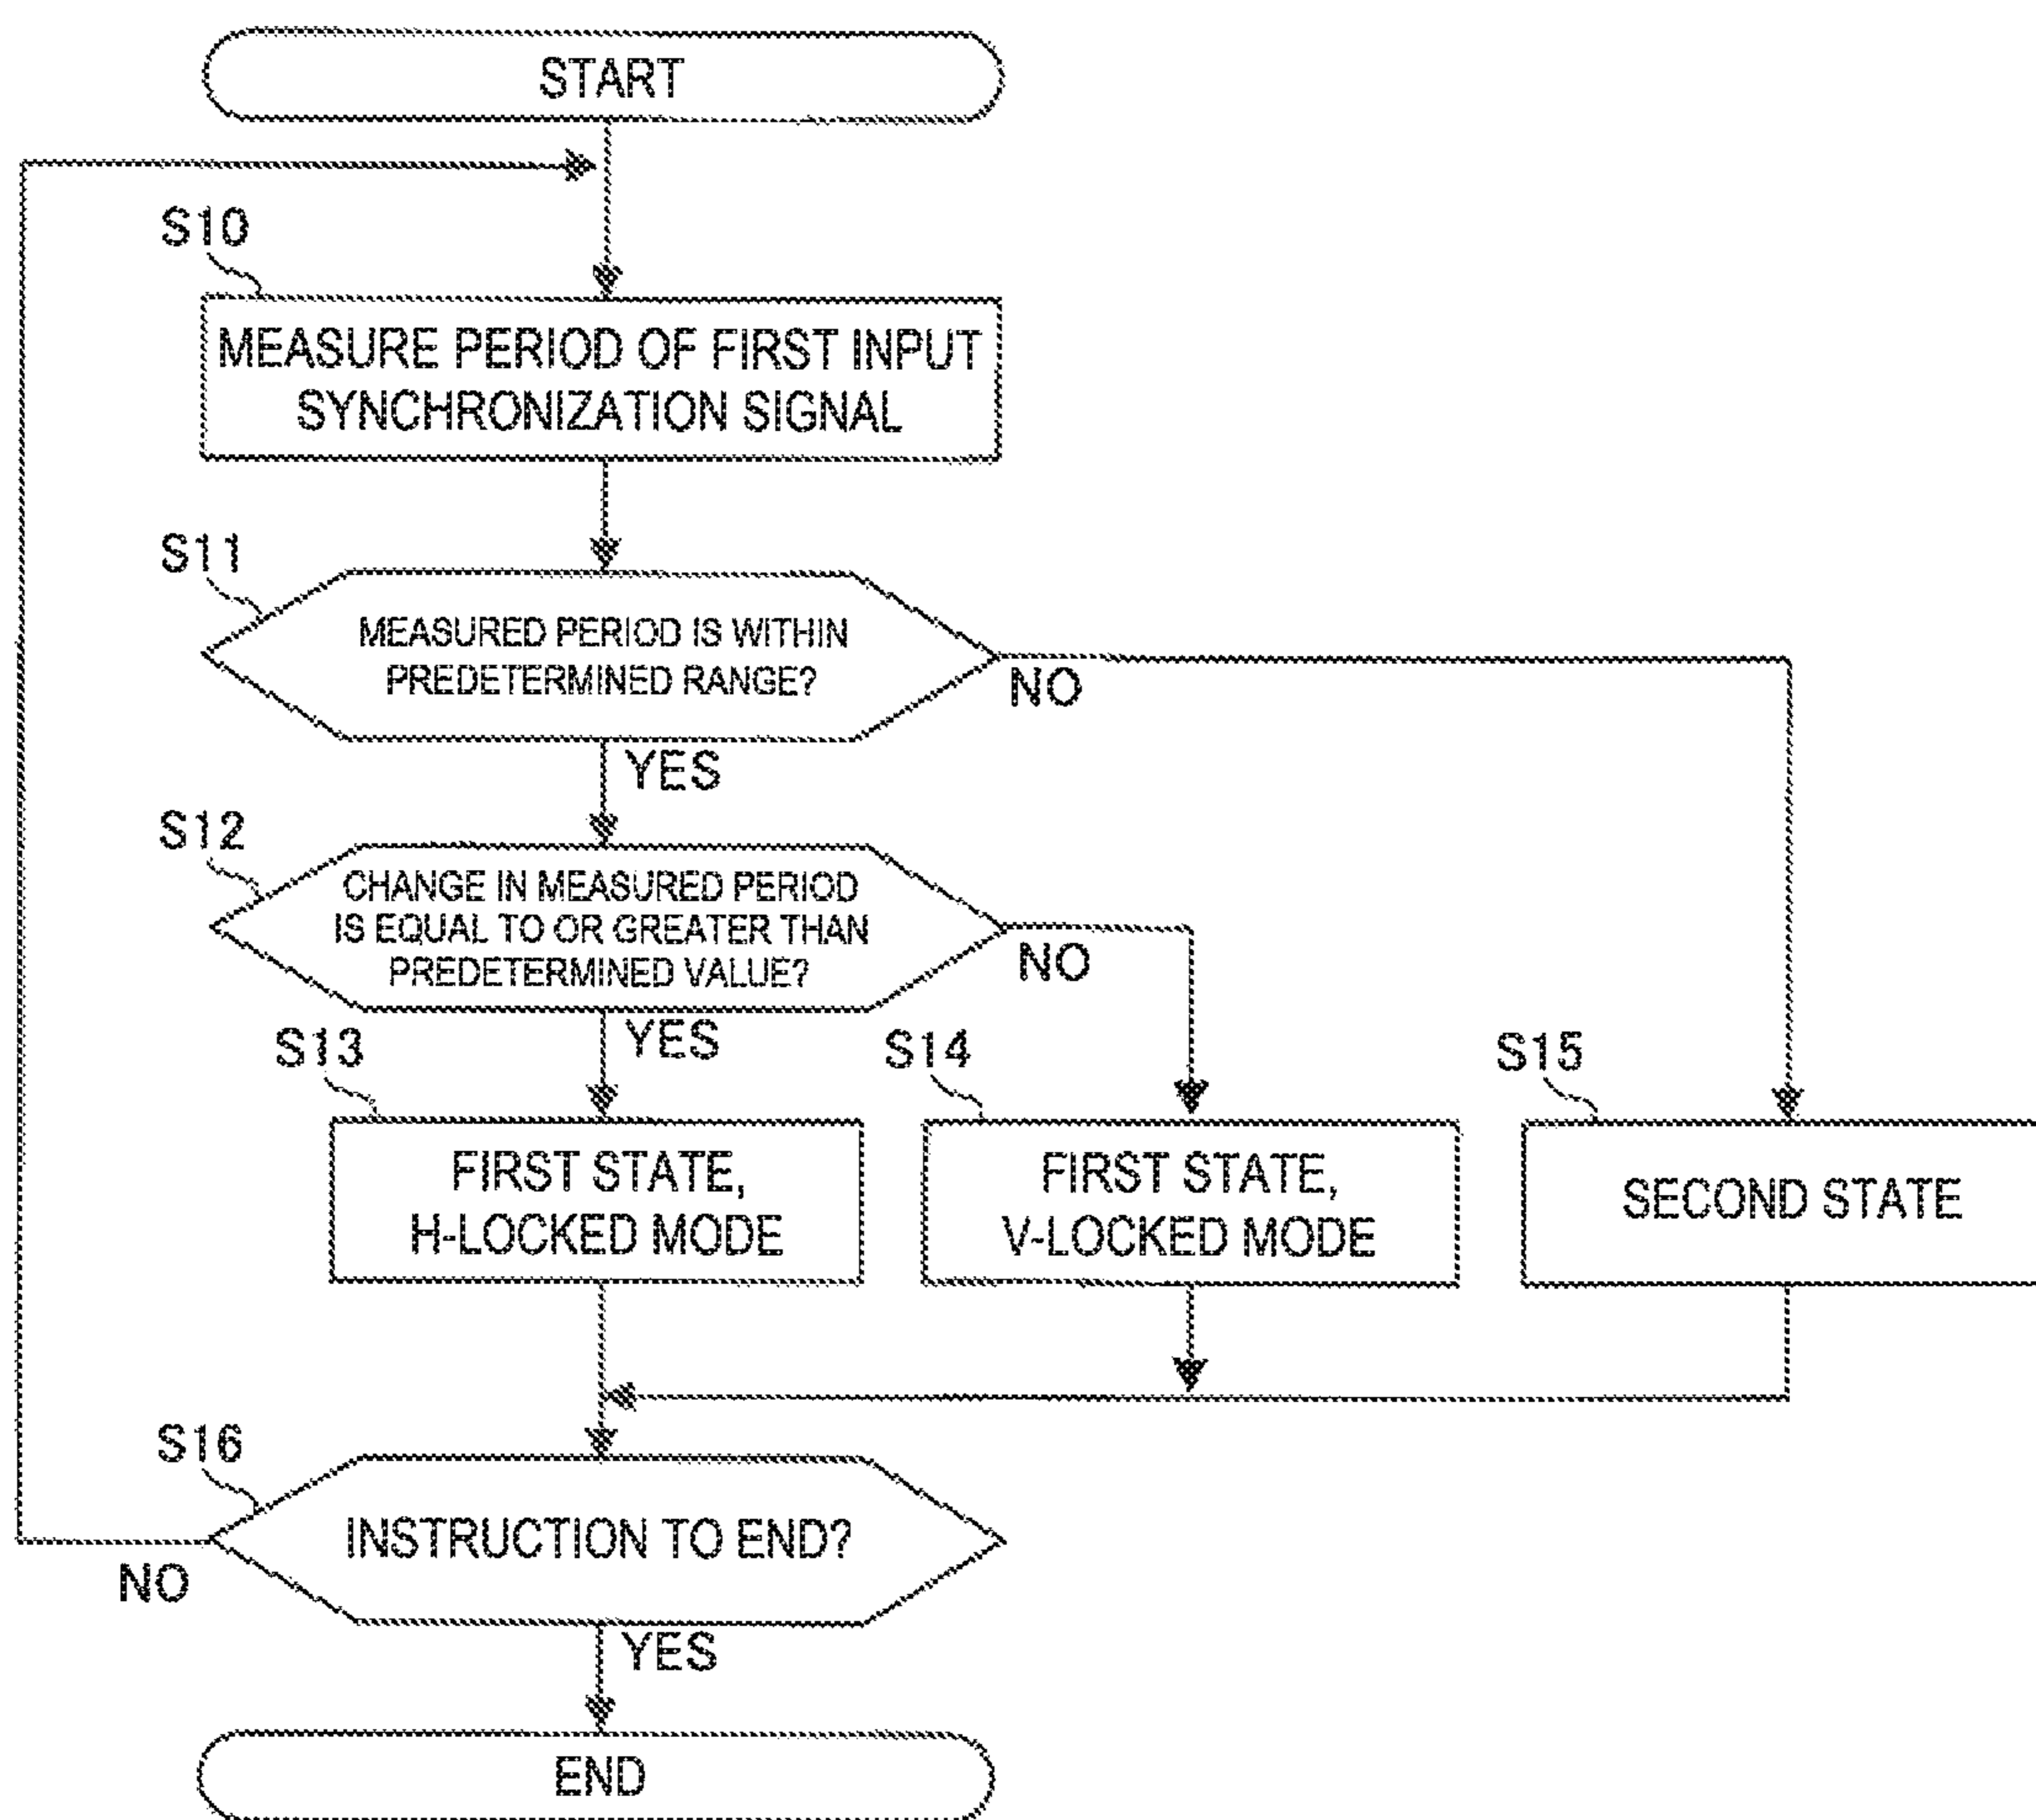 START
S10
MEASURE PERIOD OF FIRST INPUT
SYNCHRONIZATION SIGNAL
S11
MEASURED PERIOD IS WITHIN
PREDETERMINED RANGE?
NO
YES
S12
CHANGE IN MEASURED PERIOD
IS EQUAL TO OR GREATER THAN
PREDETERMINED VALUE?
NO
YES
S13
FIRST STATE,
H-LOCKED MODE
S14
FIRST STATE,
V-LOCKED MODE
S15
SECOND STATE
S16
INSTRUCTION TO END?
NO
YES
END